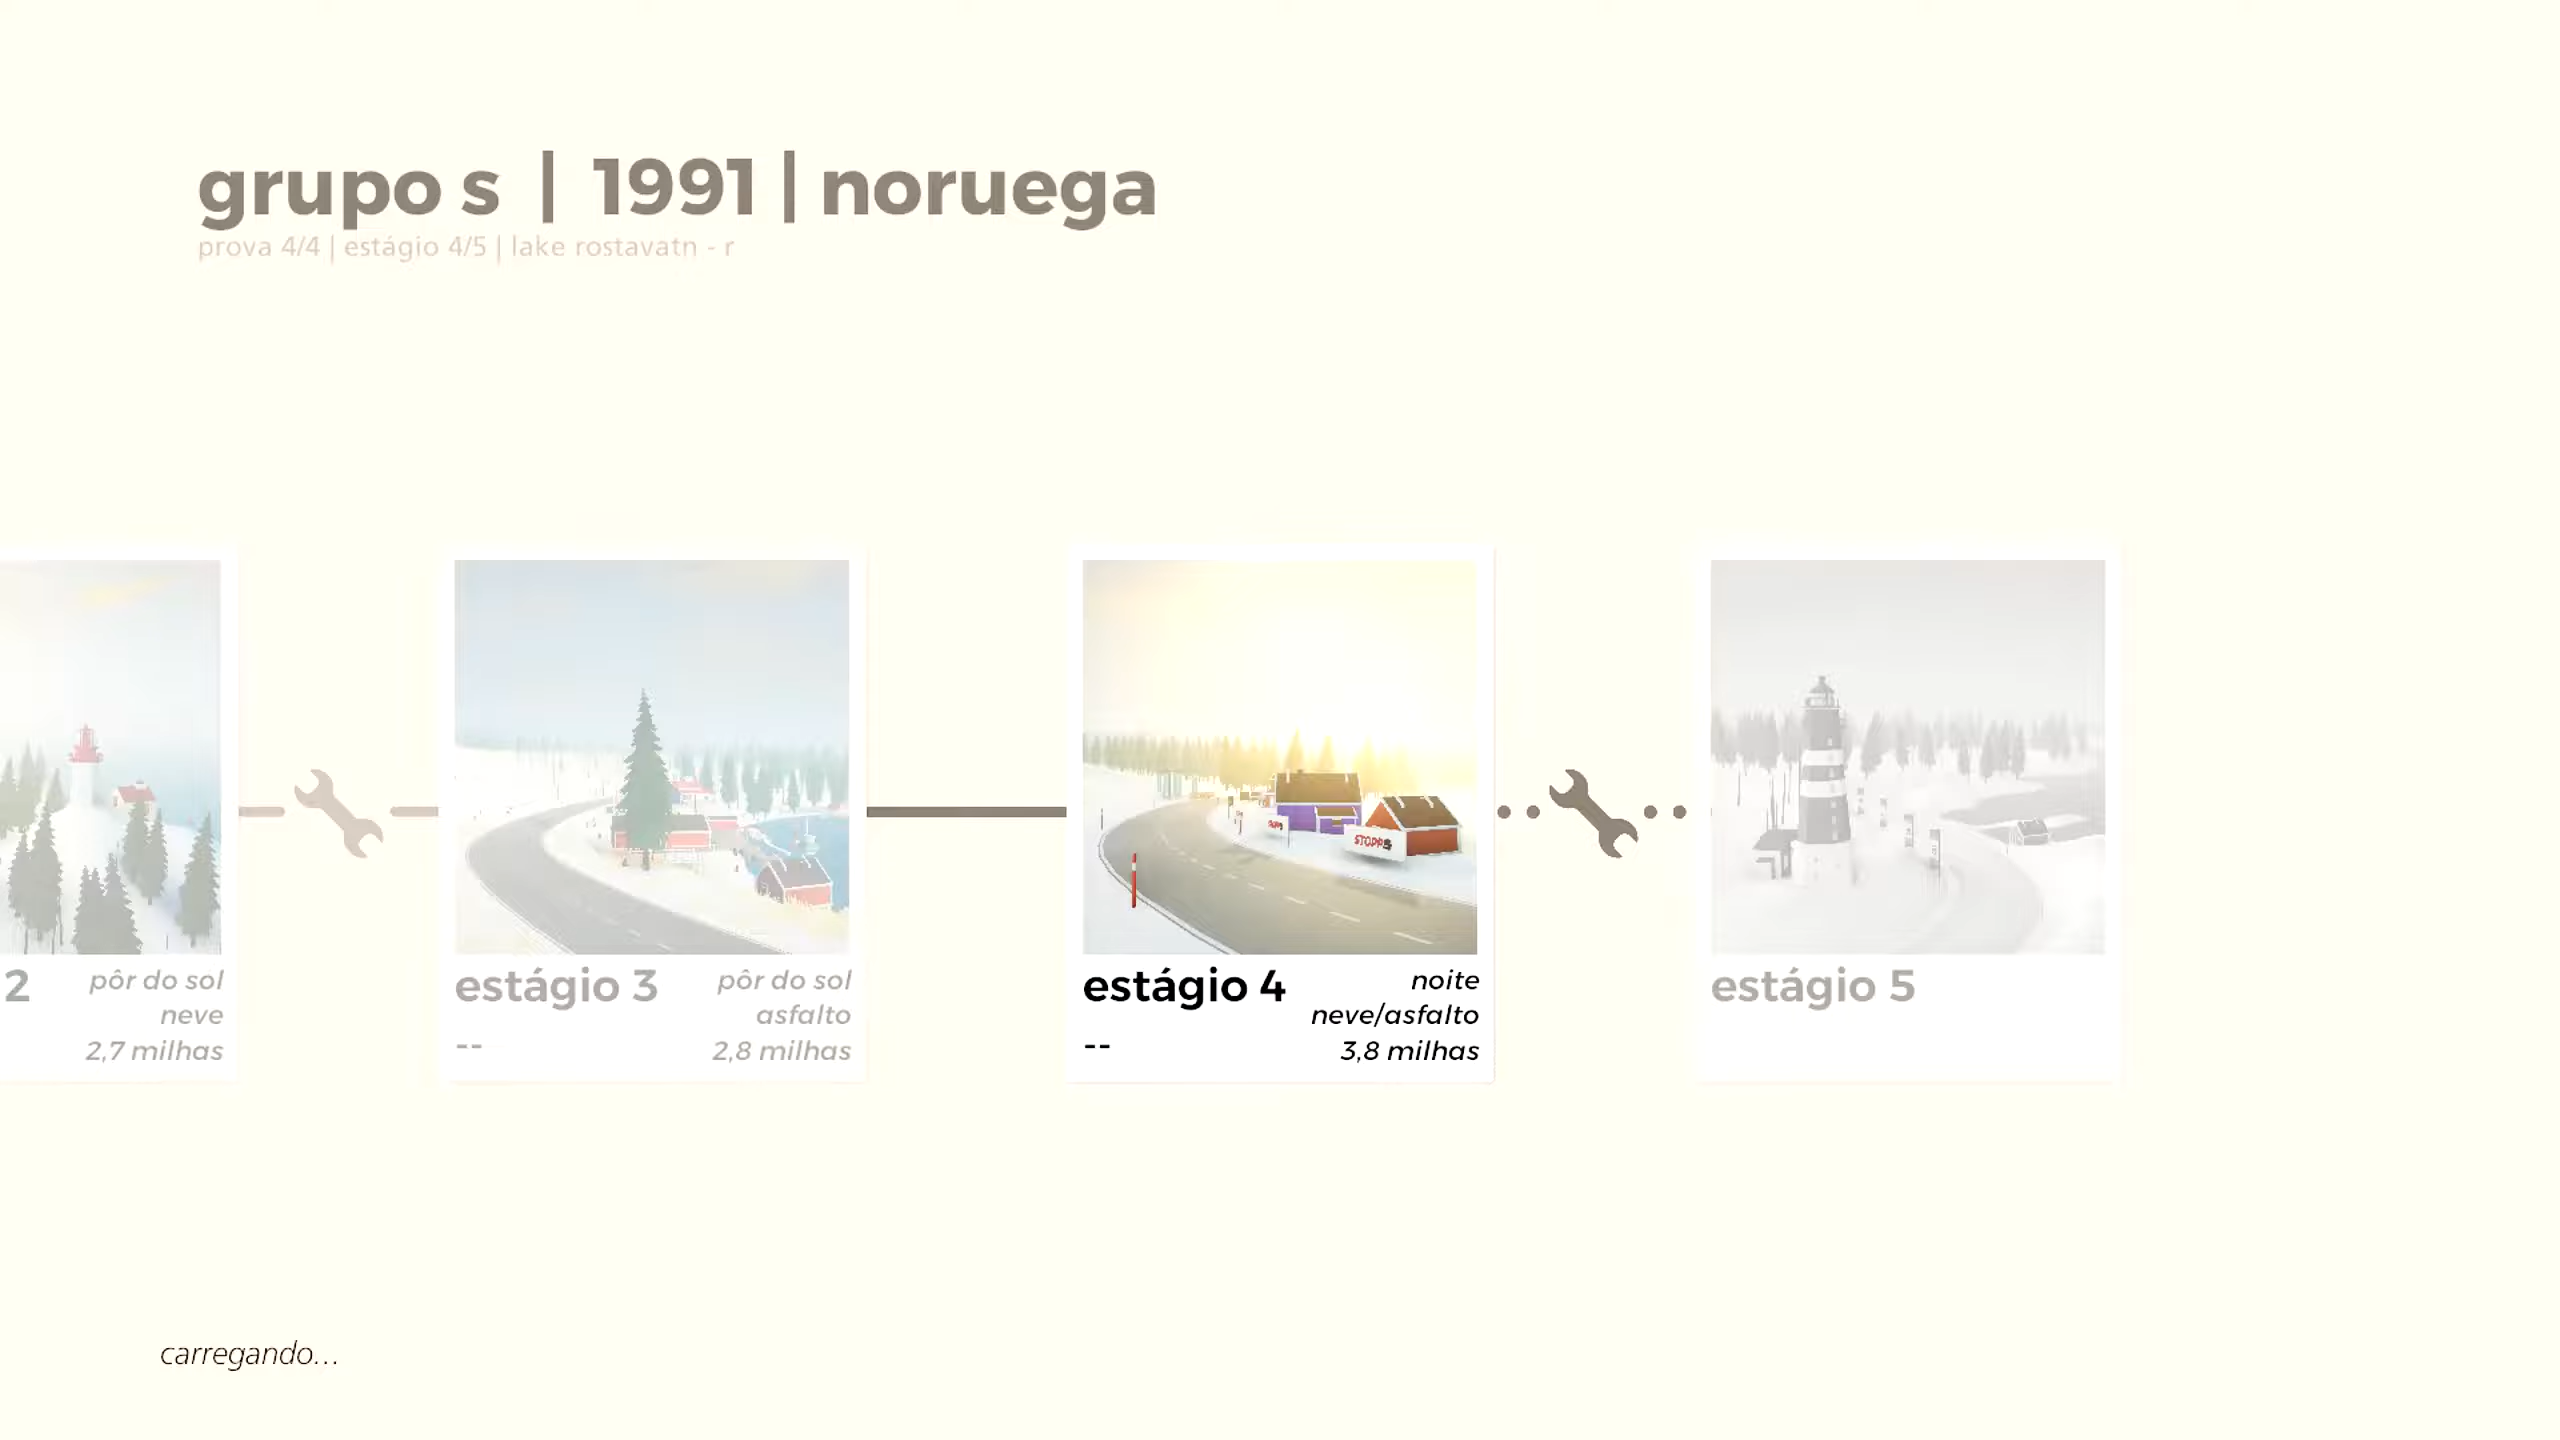 grupo s | 1991 | noruega
prova 4/4 | estágio 4/5 | lake rostavatn - r
STOPP
2
pôr do sol
neve
2,7 milhas
estágio 3
pôr do sol
asfalto
--
2,8 milhas
estágio 4
noite
neve/asfalto
--
3,8 milhas
estágio 5
carregando...